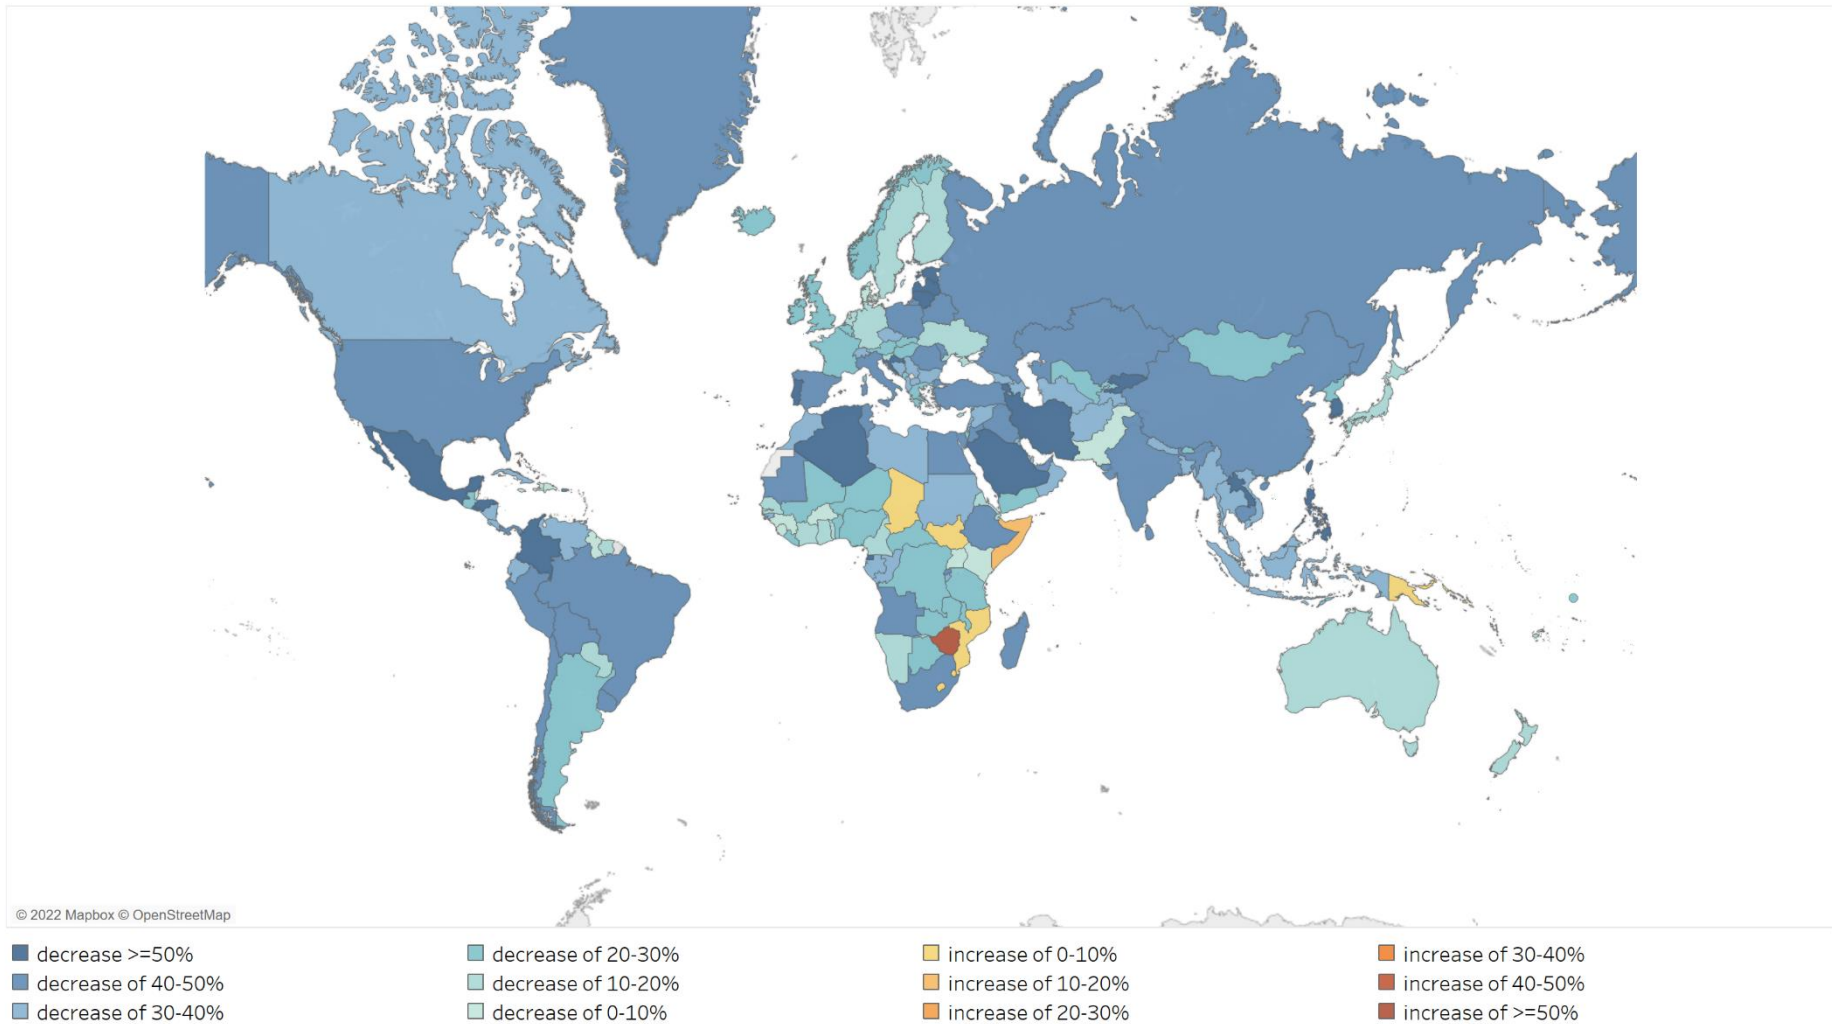 © 2022 Mapbox © OpenStreetMap
decrease >=50%
decrease of 20-30%
increase of 0-10%
increase of 30-40%
decrease of 40-50%
decrease of 10-20%
increase of 10-20%
increase of 40-50%
decrease of 30-40%
decrease of 0-10%
increase of 20-30%
increase of >=50%